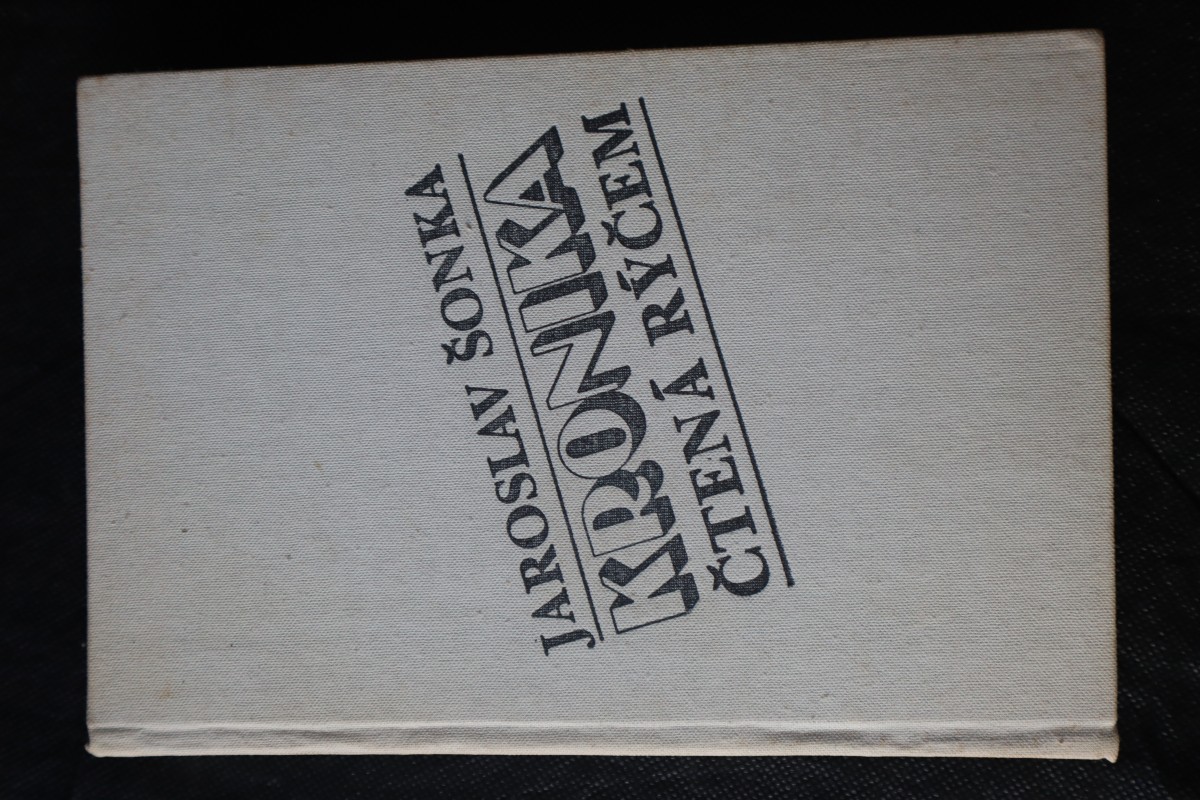 JAROSLAV ŠONKA
KRONIKA
ČTENÁ RÝČEM